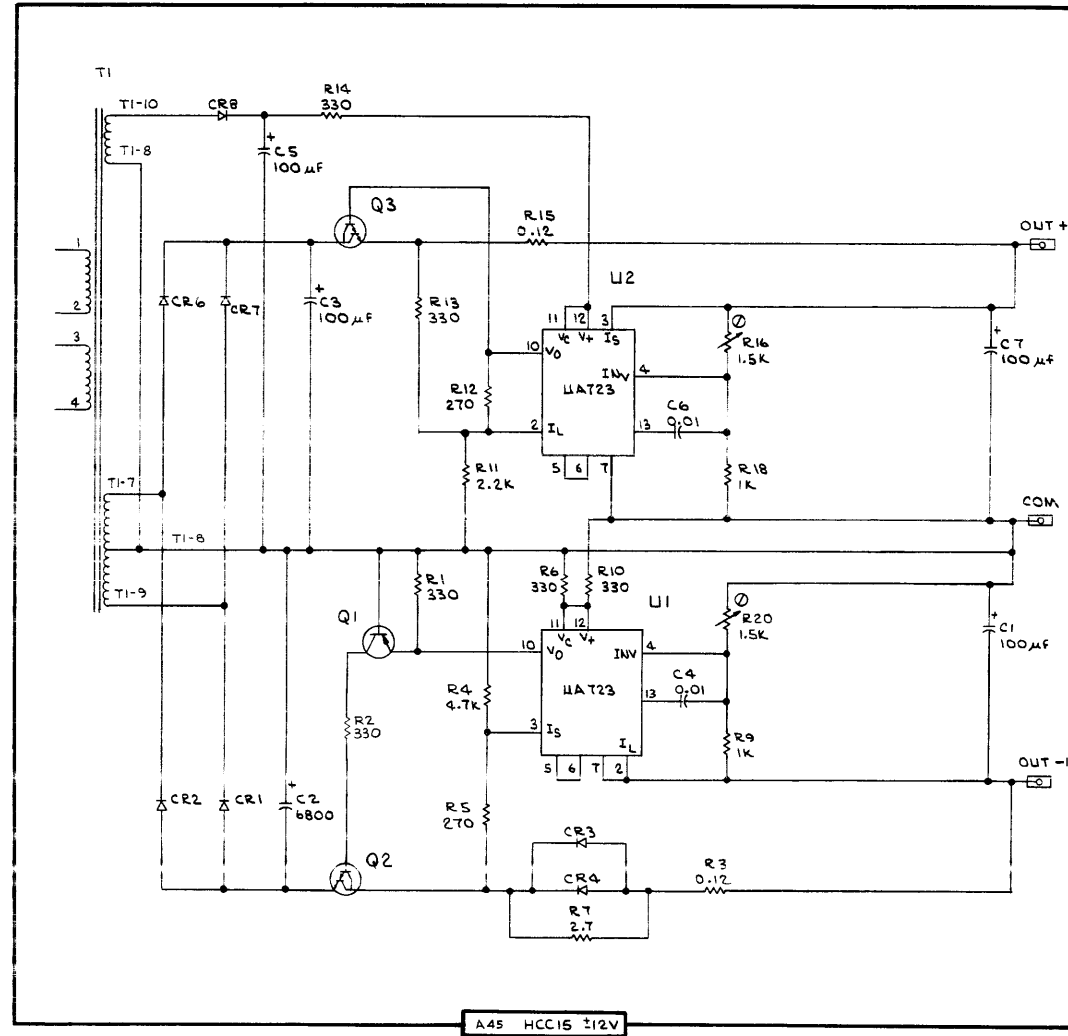 T1
T1-10
CR8
R14
330
T1-8
C5
+
100 µF
Q3
R15
0.12
OUT +
1
2
3
4
CR6
CR7
+
C3
100 µF
R13
330
U2
11
12
3
Vc
V+
Is
10
Vo
INV
4
UA723
R16
1.5K
+
C7
100 µF
R12
270
C6
0.01
2
IL
13
5
6
7
R11
2.2K
R18
1K
T1-7
COM
T1-8
R1
330
R6
330
R10
330
T1-9
U1
Q1
11
12
Vc
V+
10
Vo
INV
4
UA723
R20
1.5K
+
C1
100 µF
R4
4.7K
C4
0.01
R2
330
3
Is
13
IL
5
6
7
2
R9
1K
OUT -
CR2
CR1
+
C2
6800
R5
270
Q2
CR3
CR4
R7
2.7
R3
0.12
A45 HCC15 ±12V